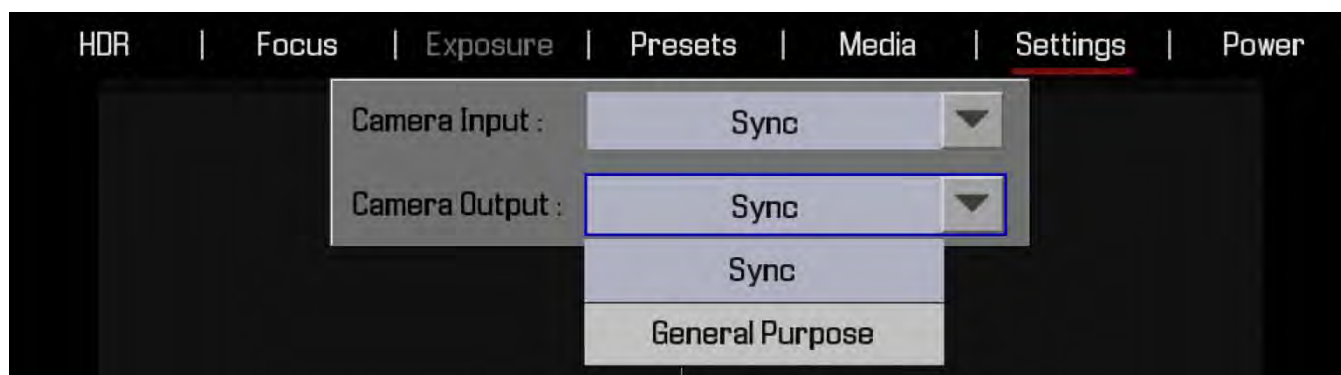 HDR | Focus | Exposure | Presets | Media | Settings | Power
Camera Input : Sync
Camera Output : Sync
Sync
General Purpose